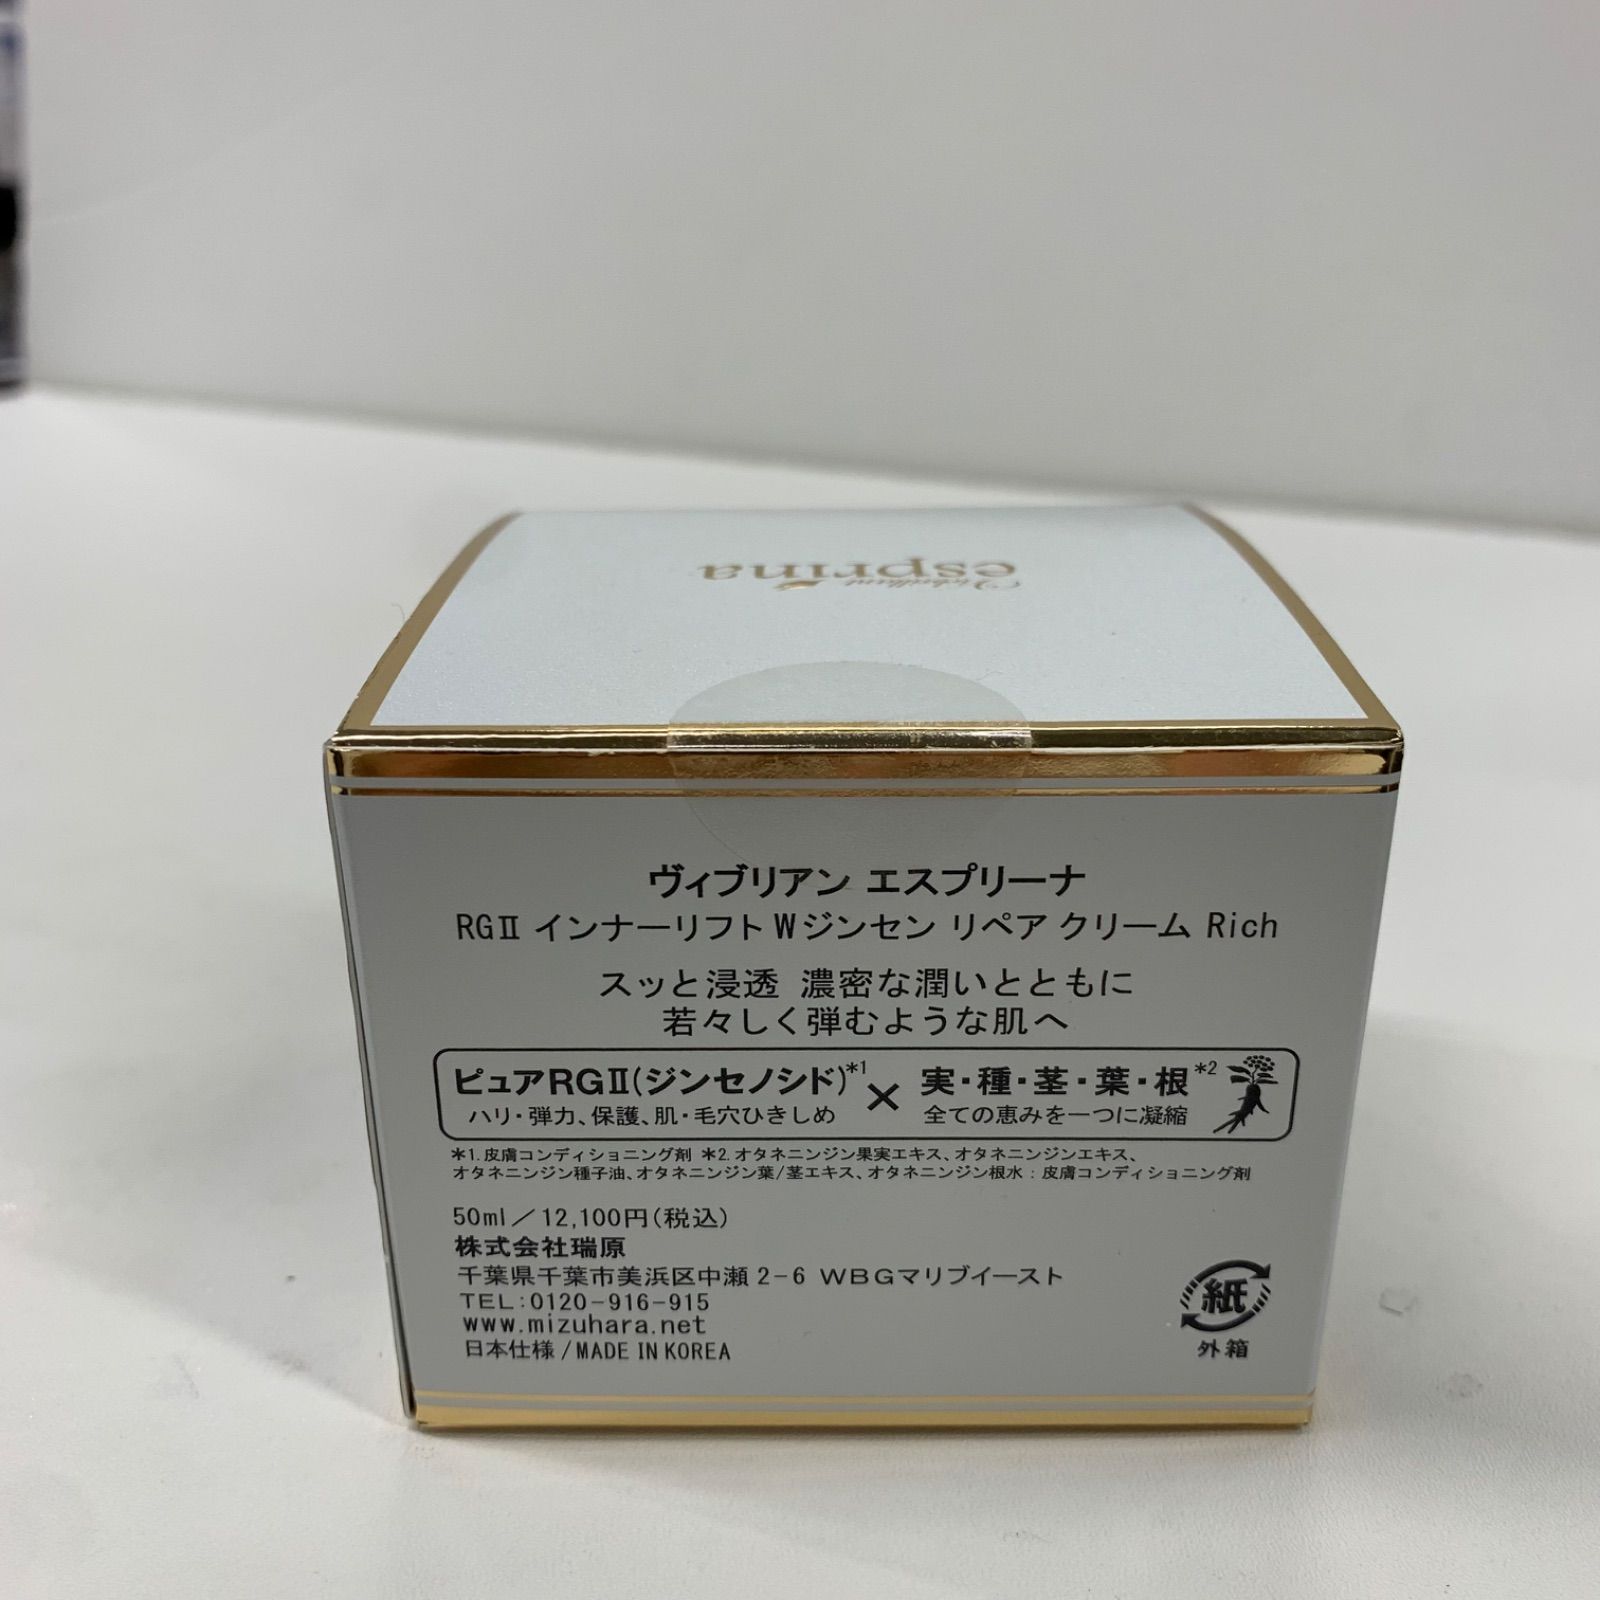 esprina
ヴィブリアン エスプリーナ
RGⅡ インナーリフト Wジンセン リペア クリーム Rich
スッと浸透 濃密な潤いとともに
若々しく弾むような肌へ
ピュアRGⅡ(ジンセノシド)*1 × 実・種・茎・葉・根*2
ハリ・弾力、保護、肌・毛穴ひきしめ 全ての恵みを一つに凝縮
*1.皮膚コンディショニング剤 *2.オタネニンジン果実エキス、オタネニンジンエキス、
オタネニンジン種子油、オタネニンジン葉/茎エキス、オタネニンジン根水：皮膚コンディショニング剤
50ml／12,100円(税込)
株式会社瑞原
千葉県千葉市美浜区中瀬2-6 WBGマリブイースト
TEL:0120-916-915
www.mizuhara.net
日本仕様/MADE IN KOREA
紙
外箱